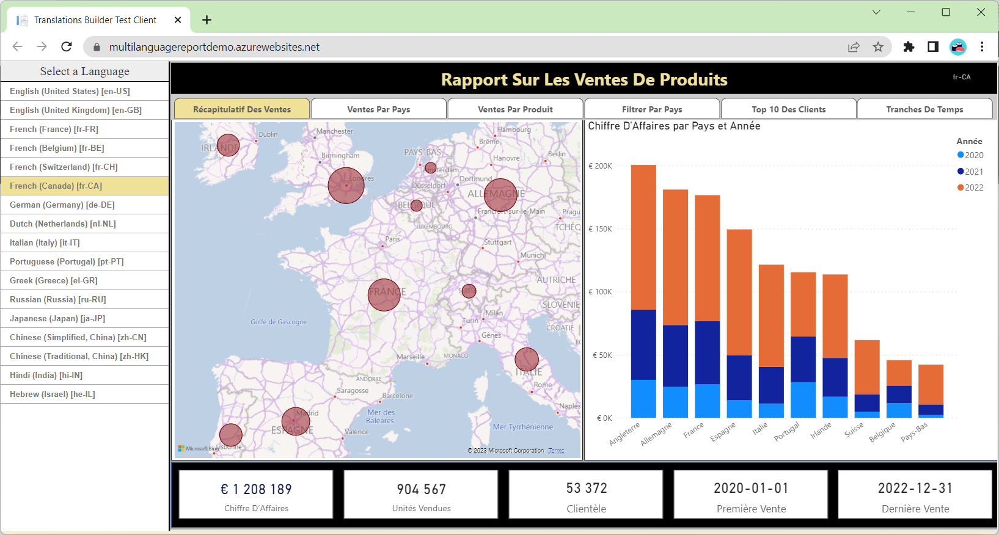 Translations Builder Test Client
multilanguagereportdemo.azurewebsites.net
Select a Language
English (United States) [en-US]
English (United Kingdom) [en-GB]
French (France) [fr-FR]
French (Belgium) [fr-BE]
French (Switzerland) [fr-CH]
French (Canada) [fr-CA]
German (Germany) [de-DE]
Dutch (Netherlands) [nl-NL]
Italian (Italy) [it-IT]
Portuguese (Portugal) [pt-PT]
Greek (Greece) [el-GR]
Russian (Russia) [ru-RU]
Japanese (Japan) [ja-JP]
Chinese (Simplified, China) [zh-CN]
Chinese (Traditional, China) [zh-HK]
Hindi (India) [hi-IN]
Hebrew (Israel) [he-IL]
Rapport Sur Les Ventes De Produits
fr-CA
Récapitulatif Des Ventes
Ventes Par Pays
Ventes Par Produit
Filtrer Par Pays
Top 10 Des Clients
Tranches De Temps
Manchester
Hambourg
Dublin
Brême
IRLANDE
PAYS-BAS
Berlin
Birmingham
Hanovre
Amsterdam
Londres
Dortmund
Düsseldorf
ALLEMAGNE
BELGIQUE
Francfort-sur-le-Main
Pragu
LUXEMBOURG
TCHÉQ
Paris
Stuttgart
Munich
AUTRICHE
FRANCE
SUISSE
SLOVÉNIE
Milan
Golfe de Gascogne
Turin
CROATIE
Gênes
Marseille
MONACO
ITALIE
ANDORRE
Rome
Saragosse
Barcelone
Naples
Madrid
Mer des
Baléares
Mer Tyrrhénienne
ESPAGNE
Valence
Lisbonne
Microsoft Bing
© 2023 Microsoft Corporation Terms
Chiffre D'Affaires par Pays et Année
Année
2020
2021
2022
€ 200K
€ 150K
€ 100K
€ 50K
€ 0K
Angleterre
Allemagne
France
Espagne
Italie
Portugal
Irlande
Suisse
Belgique
Pays-Bas
€ 1 208 189
Chiffre D'Affaires
904 567
Unités Vendues
53 372
Clientèle
2020-01-01
Première Vente
2022-12-31
Dernière Vente